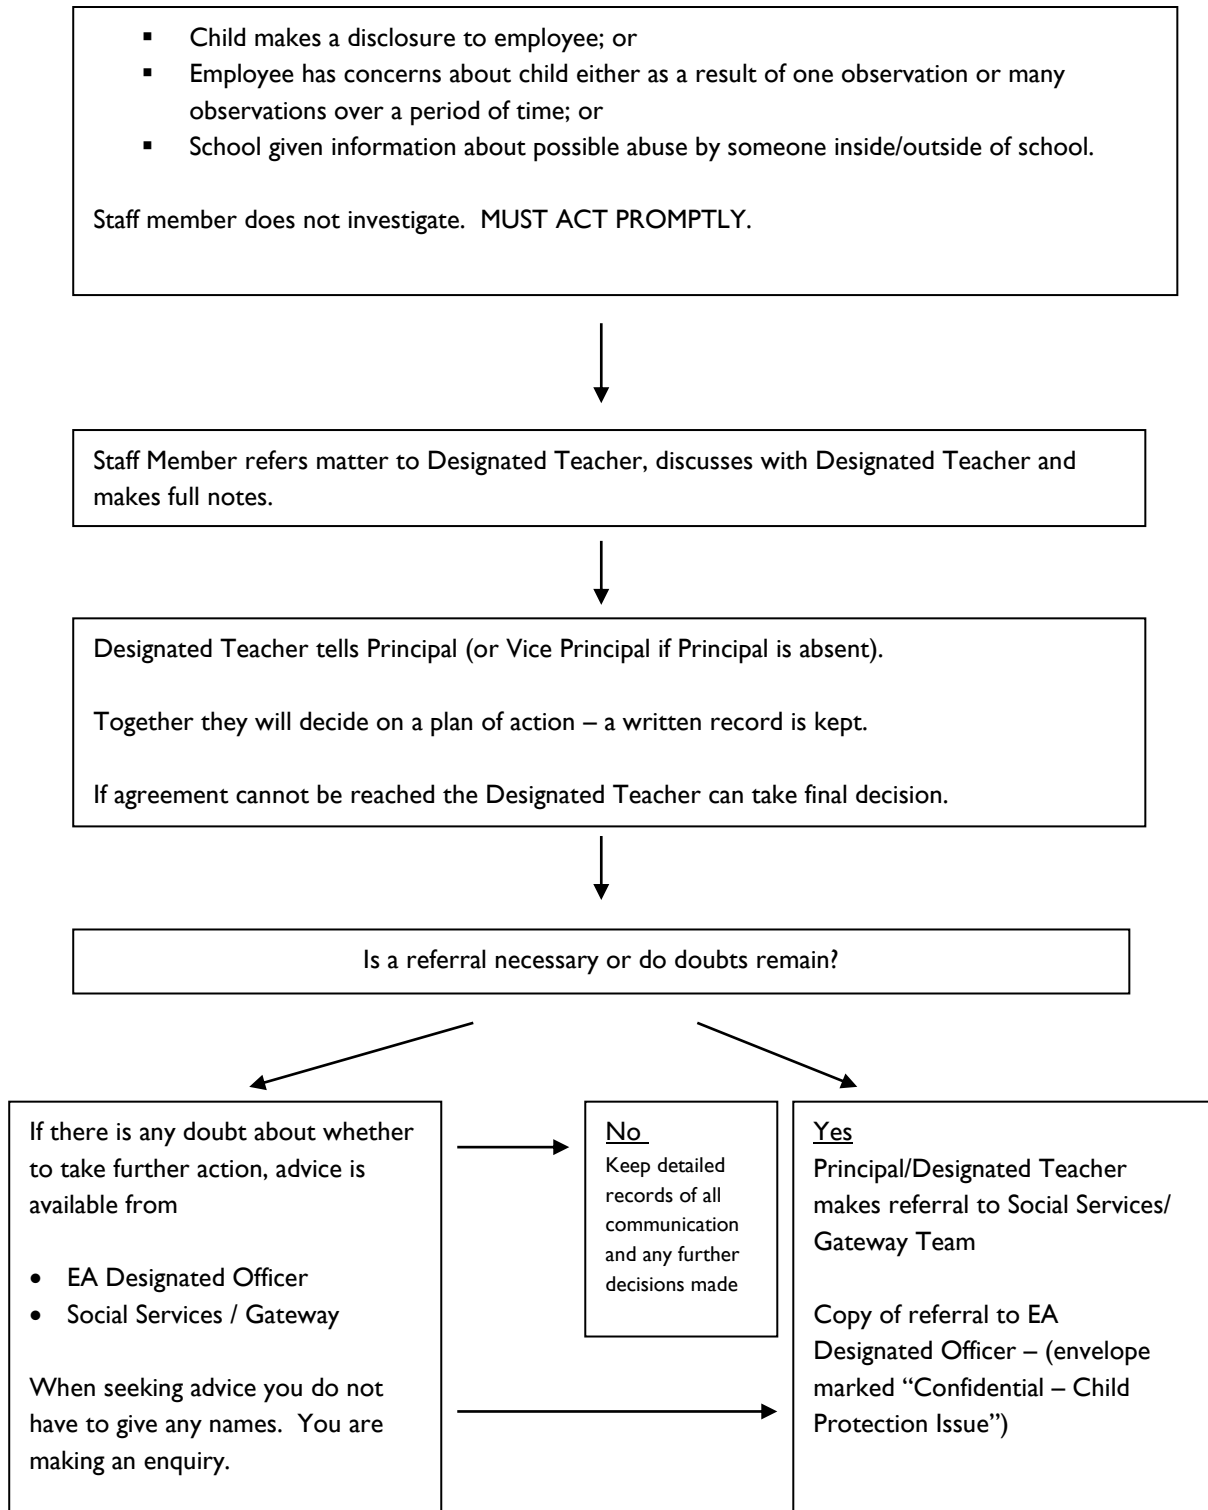 ▪ Child makes a disclosure to employee; or
▪ Employee has concerns about child either as a result of one observation or many
observations over a period of time; or
▪ School given information about possible abuse by someone inside/outside of school.
Staff member does not investigate. MUST ACT PROMPTLY.
Staff Member refers matter to Designated Teacher, discusses with Designated Teacher and
makes full notes.
Designated Teacher tells Principal (or Vice Principal if Principal is absent).
Together they will decide on a plan of action – a written record is kept.
If agreement cannot be reached the Designated Teacher can take final decision.
Is a referral necessary or do doubts remain?
If there is any doubt about whether
to take further action, advice is
available from
• EA Designated Officer
• Social Services / Gateway
When seeking advice you do not
have to give any names. You are
making an enquiry.
No
Keep detailed
records of all
communication
and any further
decisions made
Yes
Principal/Designated Teacher
makes referral to Social Services/
Gateway Team
Copy of referral to EA
Designated Officer – (envelope
marked “Confidential – Child
Protection Issue”)